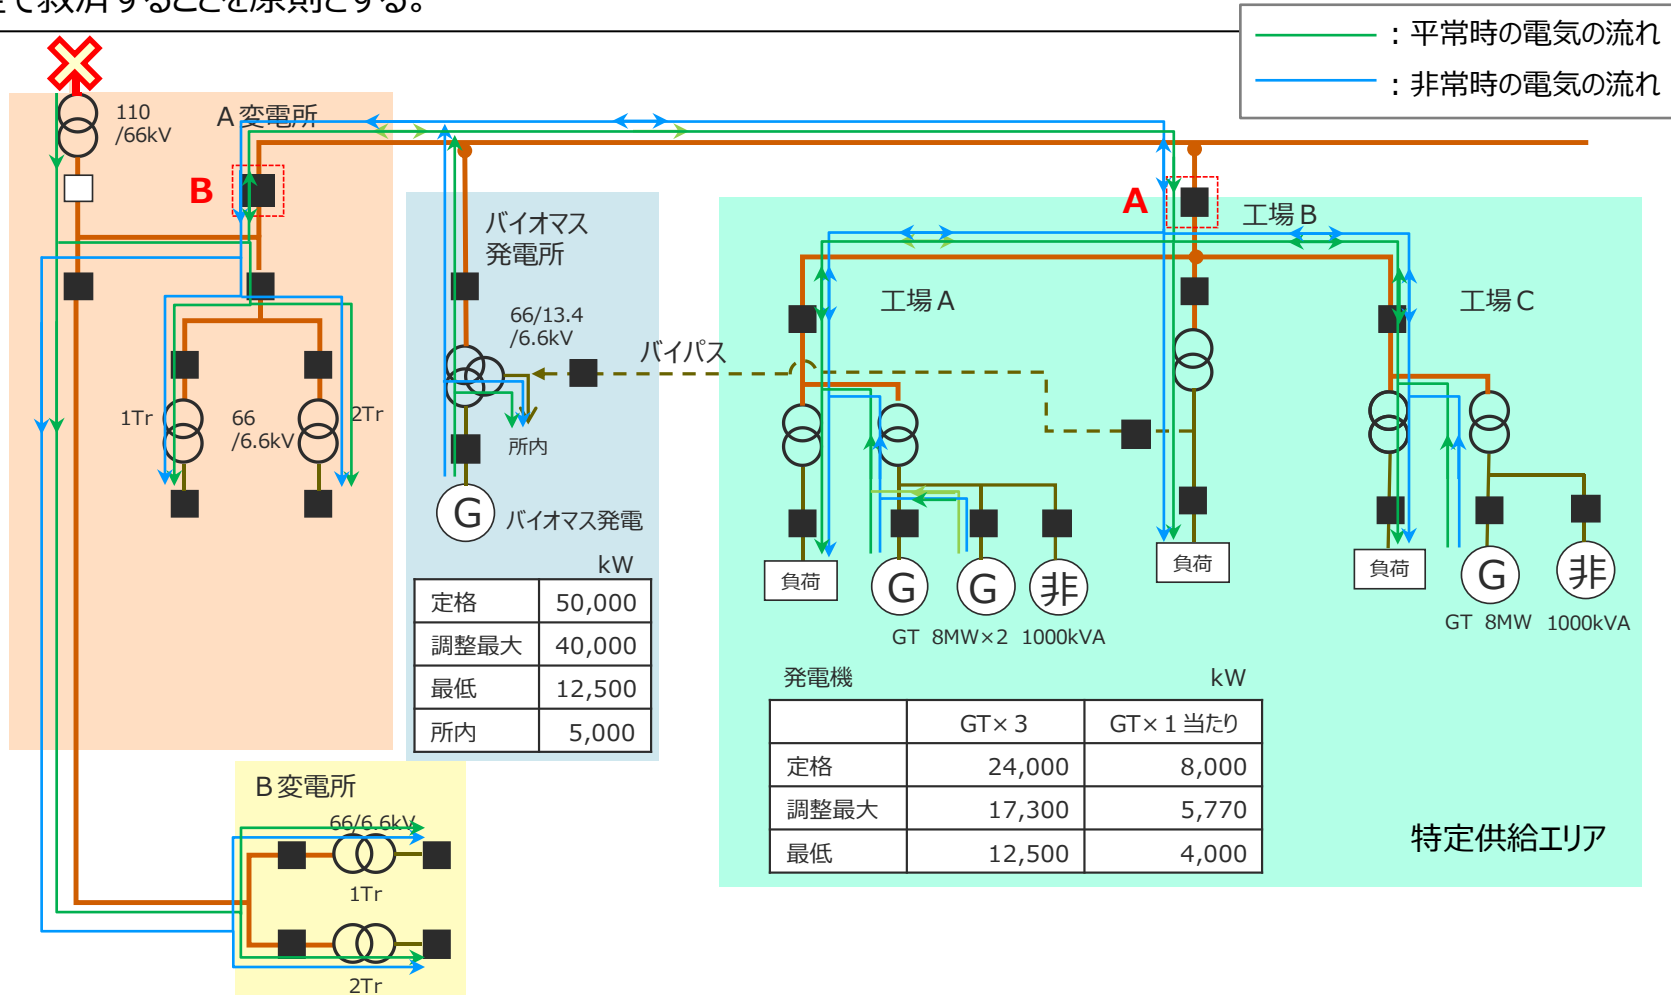 で救済することを原則とする。
：平常時の電気の流れ
：非常時の電気の流れ
110
/66kV
A変電所
B
A
バイオマス
発電所
66/13.4
/6.6kV
バイパス
所内
G
バイオマス発電
kW
定格 50,000
調整最大 40,000
最低 12,500
所内 5,000
1Tr
66
/6.6kV
2Tr
B変電所
66/6.6kV
1Tr
2Tr
工場B
工場A
工場C
負荷
G
G
非
GT 8MW×2 1000kVA
負荷
負荷
G
非
GT 8MW 1000kVA
発電機 kW
GT×3 GT×1当たり
定格 24,000 8,000
調整最大 17,300 5,770
最低 12,500 4,000
特定供給エリア